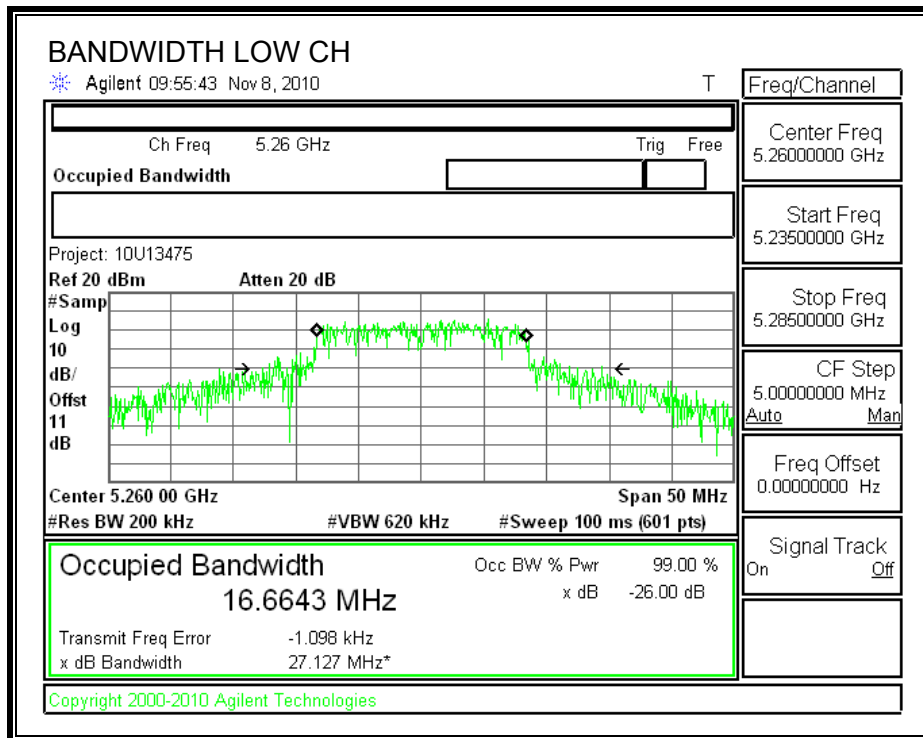 BANDWIDTH LOW CH
Agilent 09:55:43 Nov 8, 2010 T
Freq/Channel
Ch Freq 5.26 GHz Trig Free
Occupied Bandwidth
Center Freq
5.26000000 GHz
Start Freq
5.23500000 GHz
Stop Freq
5.28500000 GHz
CF Step
5.00000000 MHz
Auto Man
Freq Offset
0.00000000 Hz
Signal Track
On Off
Project: 10U13475
Ref 20 dBm Atten 20 dB
#Samp
Log
10
dB/
Offst
11
dB
Center 5.260 00 GHz Span 50 MHz
#Res BW 200 kHz #VBW 620 kHz #Sweep 100 ms (601 pts)
Occupied Bandwidth
16.6643 MHz
Occ BW % Pwr 99.00 %
x dB -26.00 dB
Transmit Freq Error -1.098 kHz
x dB Bandwidth 27.127 MHz*
Copyright 2000-2010 Agilent Technologies